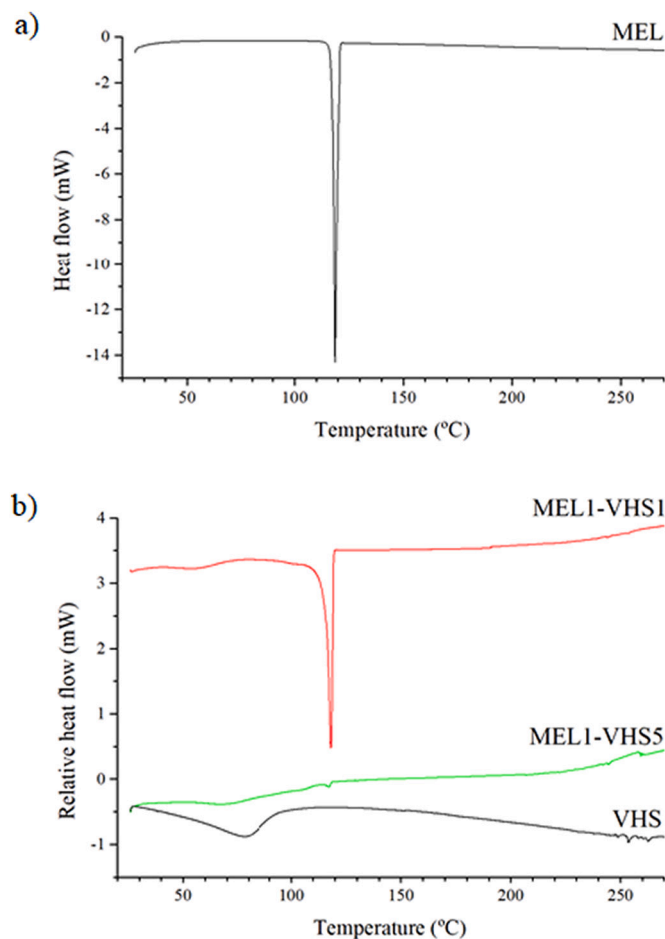 a)
MEL
0
-2
-4
-6
-8
-10
-12
-14
Heat flow (mW)
50
100
150
200
250
Temperature (ºC)
b)
MEL1-VHS1
4
3
2
1
0
-1
Relative heat flow (mW)
MEL1-VHS5
VHS
50
100
150
200
250
Temperature (ºC)